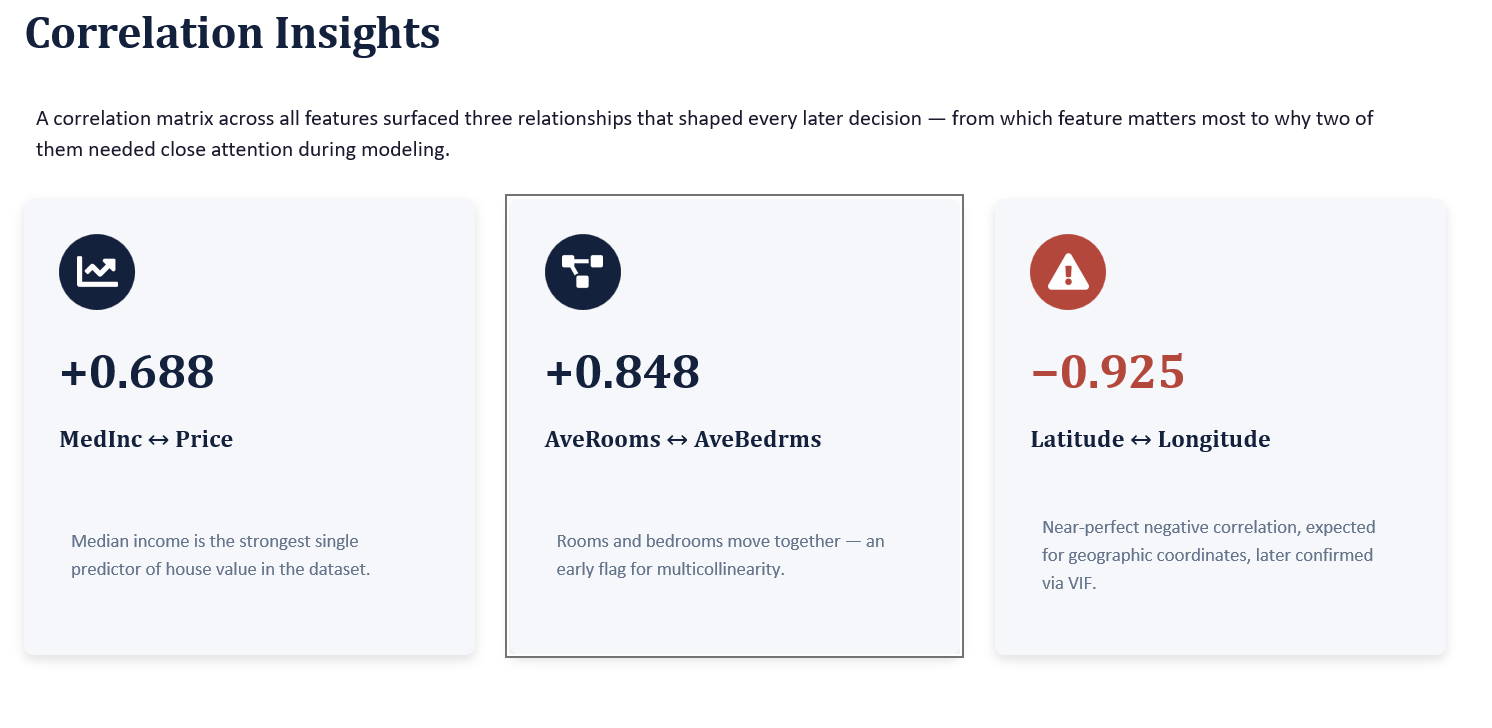 Correlation Insights
A correlation matrix across all features surfaced three relationships that shaped every later decision — from which feature matters most to why two of
them needed close attention during modeling.
+0.688
MedInc ↔ Price
Median income is the strongest single
predictor of house value in the dataset.
+0.848
AveRooms ↔ AveBedrms
Rooms and bedrooms move together — an
early flag for multicollinearity.
−0.925
Latitude ↔ Longitude
Near-perfect negative correlation, expected
for geographic coordinates, later confirmed
via VIF.